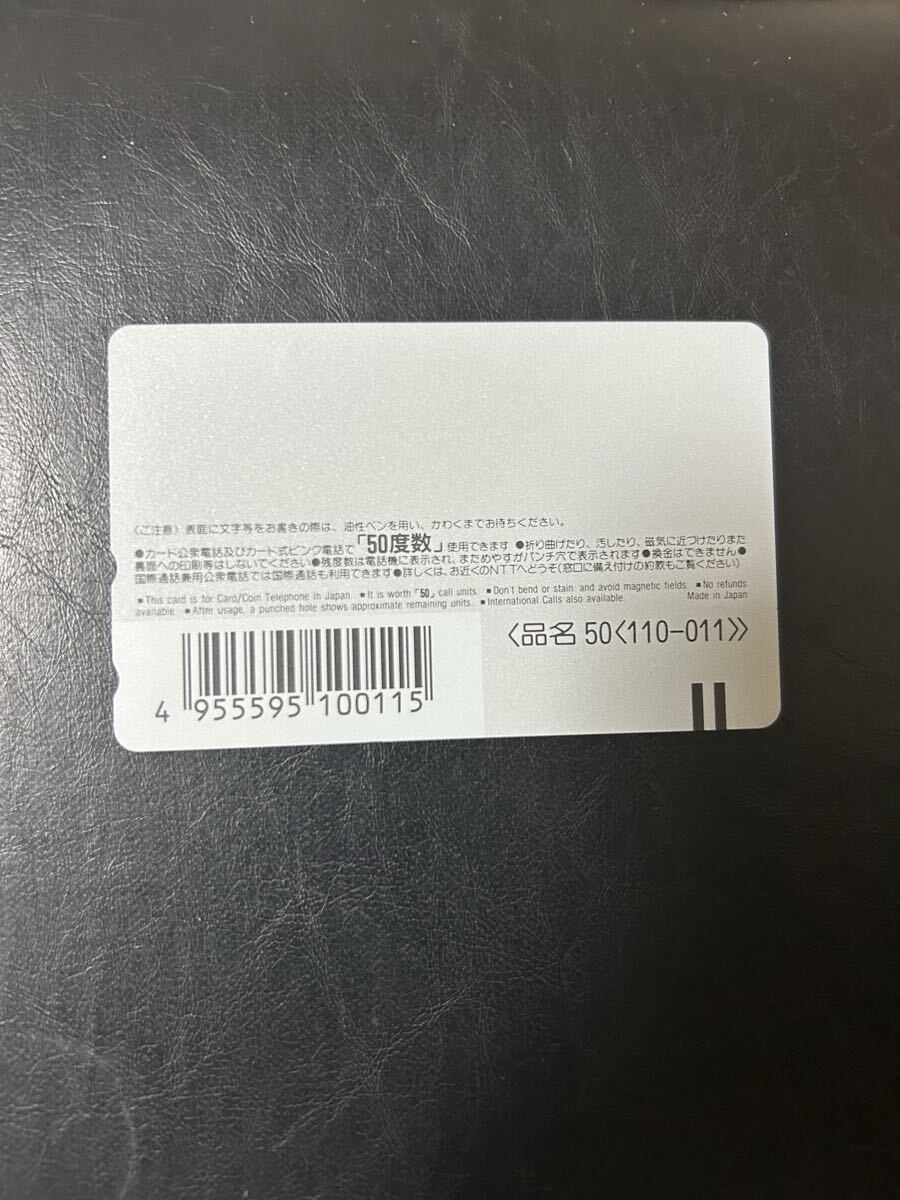 〈ご注意〉表面に文字等をお書きの際は、油性ペンを用い、かわくまでお待ちください。
●カード公衆電話及びカード式ピンク電話で「50度数」使用できます ●折り曲げたり、汚したり、磁気に近づけたりまた
裏面への印刷等はしないでください●残度数は電話機に表示され、まためやすがパンチ穴で表示されます●換金はできません●
国際通話兼用公衆電話では国際通話も利用できます●詳しくは、お近くのNTTへどうぞ(窓口に備え付けの約款もご覧ください)
■This card is for Card/Coin Telephone in Japan. ■It is worth「50」call units. ■Don't bend or stain and avoid magnetic fields. ■No refunds
available. ■After usage, a punched hole shows approximate remaining units. ■International Calls also available. Made in Japan
〈品名 50〈110-011〉〉
4 955595 100115